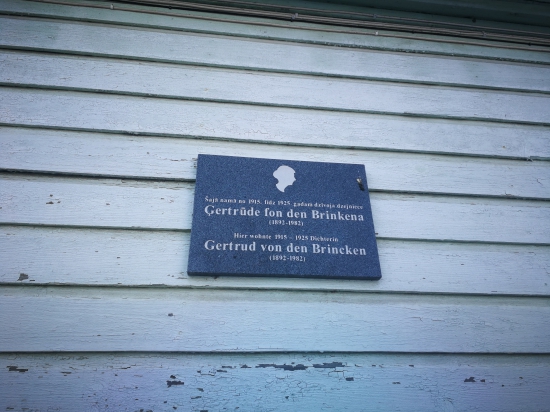 Šajā namā no 1915. līdz 1925. gadam dzīvoja dzejniece
Ģertrūde fon den Brinkena
(1892-1982)
Hier wohnte 1915 - 1925 Dichterin
Gertrud von den Brincken
(1892-1982)